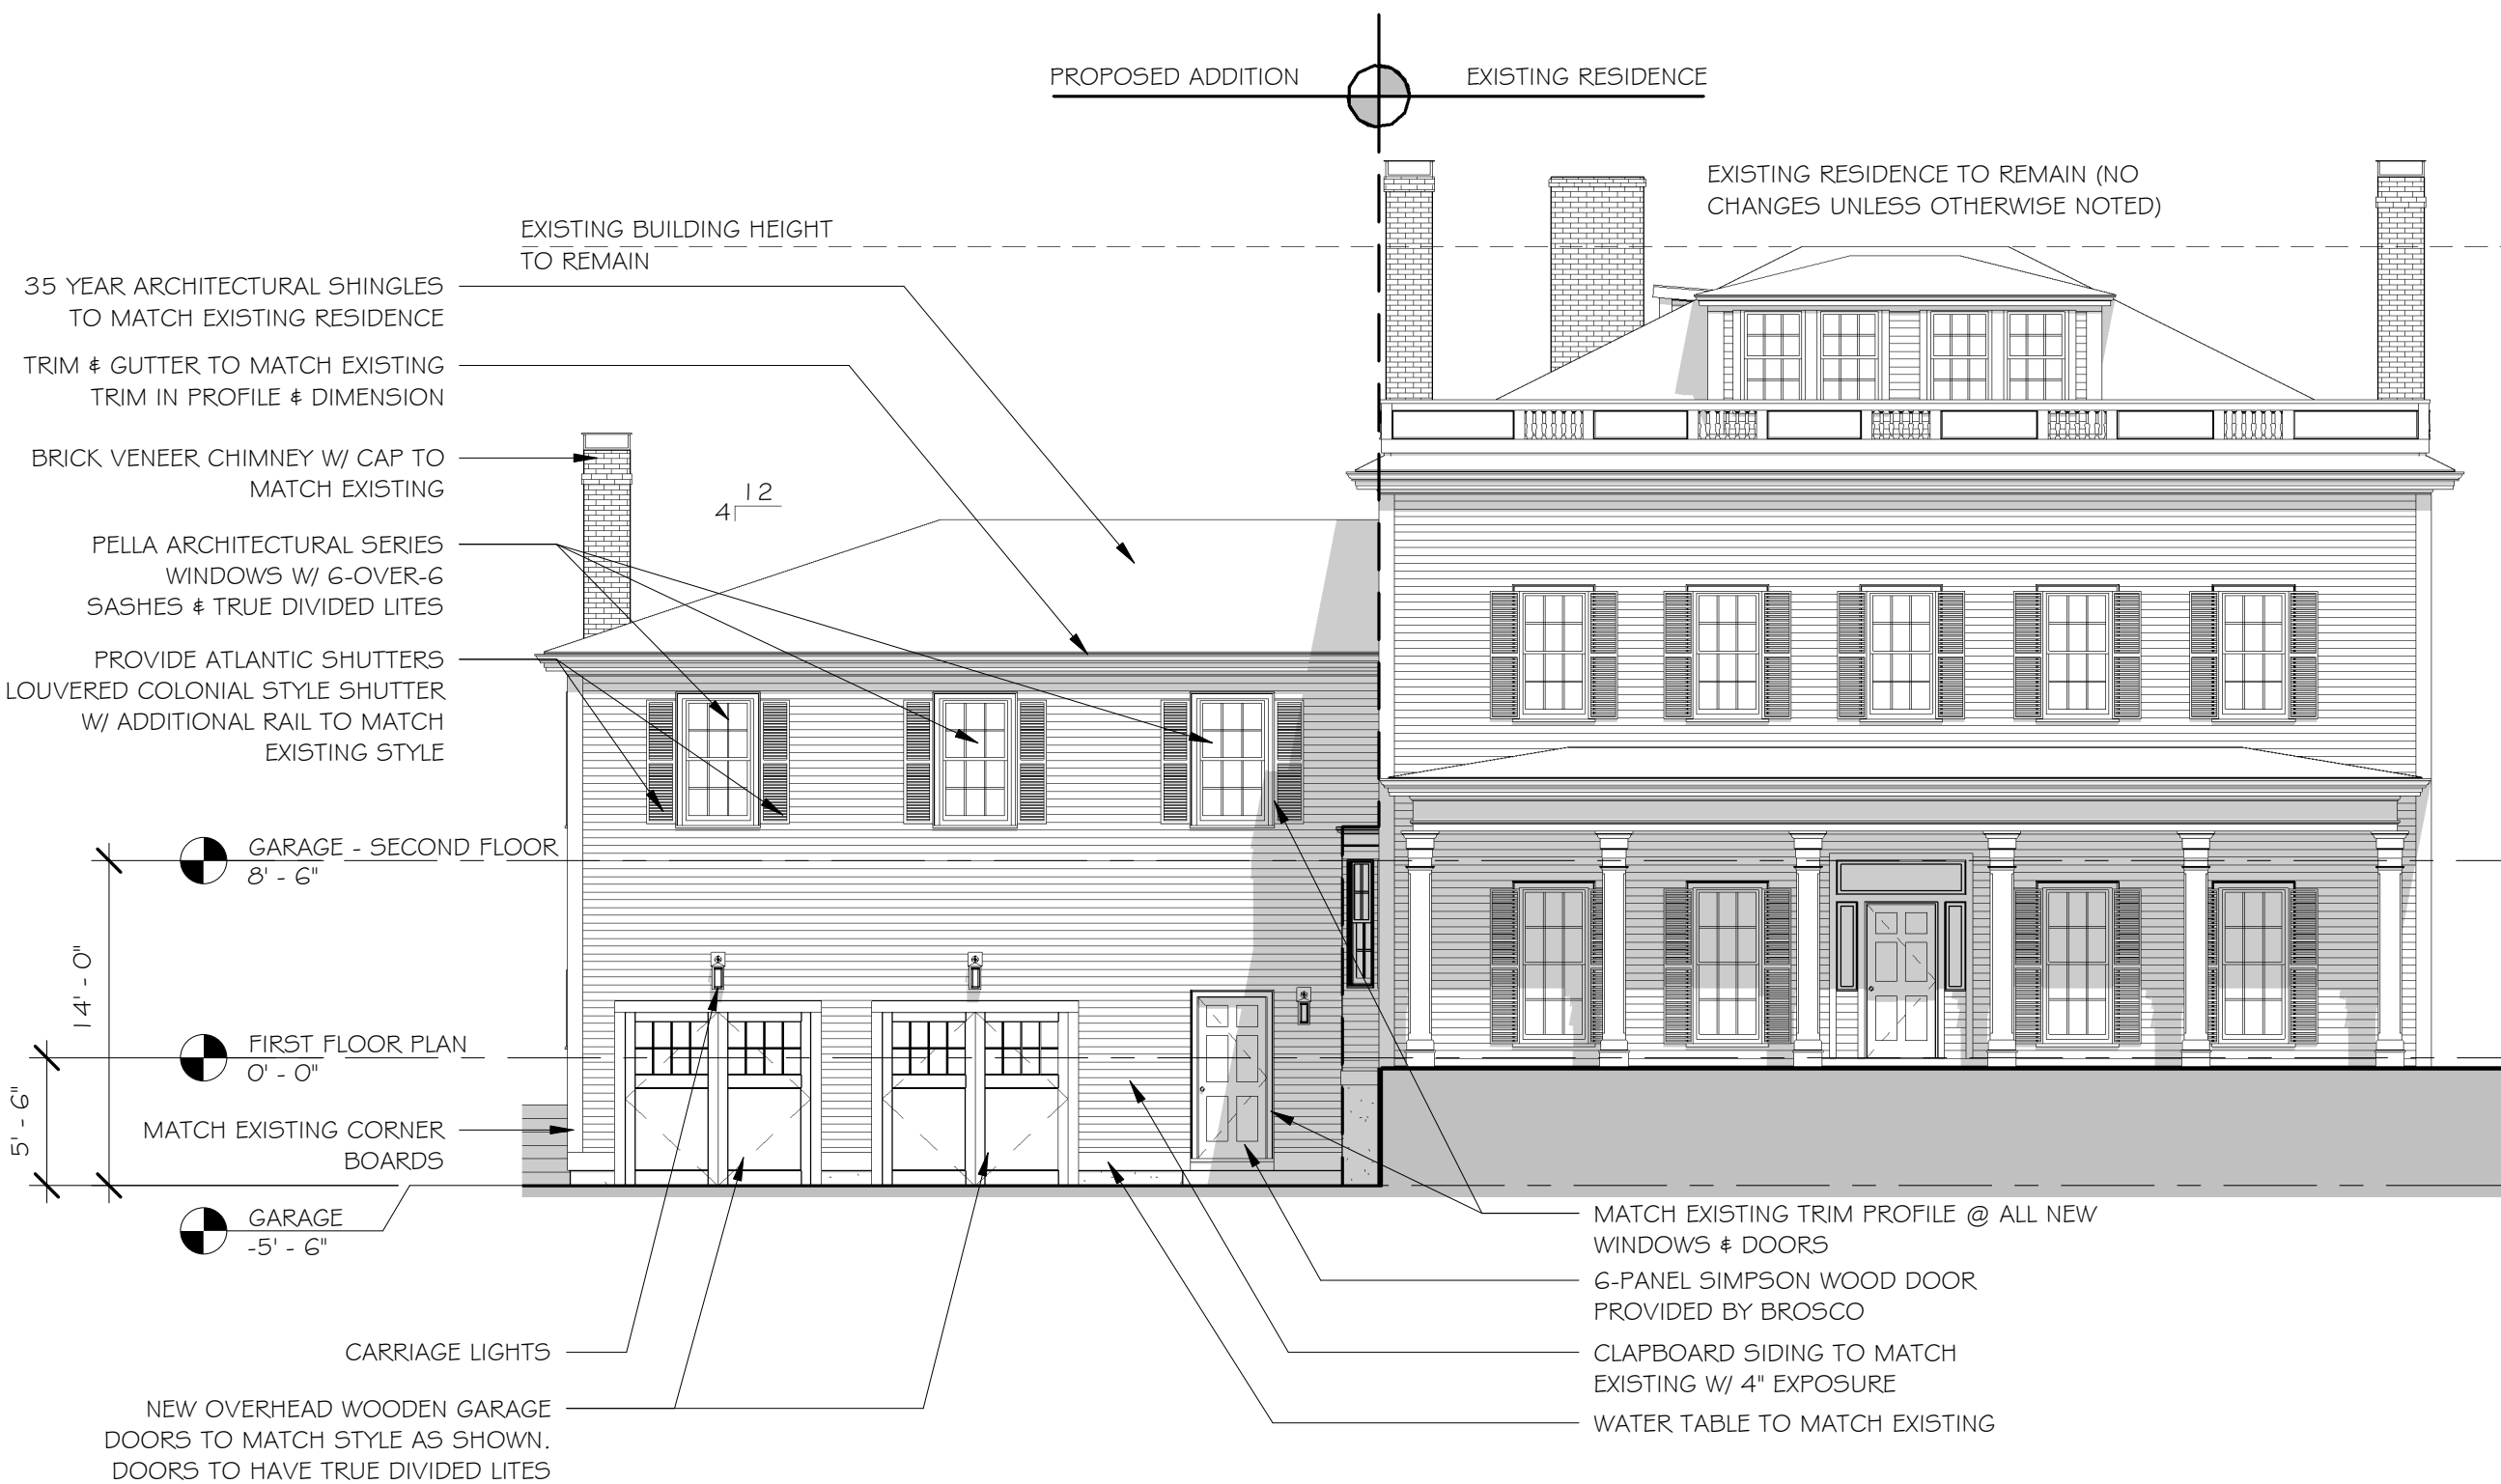 PROPOSED ADDITION
EXISTING RESIDENCE
EXISTING RESIDENCE TO REMAIN (NO
CHANGES UNLESS OTHERWISE NOTED)
EXISTING BUILDING HEIGHT
TO REMAIN
35 YEAR ARCHITECTURAL SHINGLES
TO MATCH EXISTING RESIDENCE
TRIM & GUTTER TO MATCH EXISTING
TRIM IN PROFILE & DIMENSION
BRICK VENEER CHIMNEY W/ CAP TO
MATCH EXISTING
12
4
PELLA ARCHITECTURAL SERIES
WINDOWS W/ 6-OVER-6
SASHES & TRUE DIVIDED LITES
PROVIDE ATLANTIC SHUTTERS
LOUVERED COLONIAL STYLE SHUTTER
W/ ADDITIONAL RAIL TO MATCH
EXISTING STYLE
GARAGE - SECOND FLOOR
8' - 6"
14' - 0"
FIRST FLOOR PLAN
0' - 0"
5' - 6"
MATCH EXISTING CORNER
BOARDS
GARAGE
-5' - 6"
CARRIAGE LIGHTS
NEW OVERHEAD WOODEN GARAGE
DOORS TO MATCH STYLE AS SHOWN.
DOORS TO HAVE TRUE DIVIDED LITES
MATCH EXISTING TRIM PROFILE @ ALL NEW
WINDOWS & DOORS
6-PANEL SIMPSON WOOD DOOR
PROVIDED BY BROSCO
CLAPBOARD SIDING TO MATCH
EXISTING W/ 4" EXPOSURE
WATER TABLE TO MATCH EXISTING